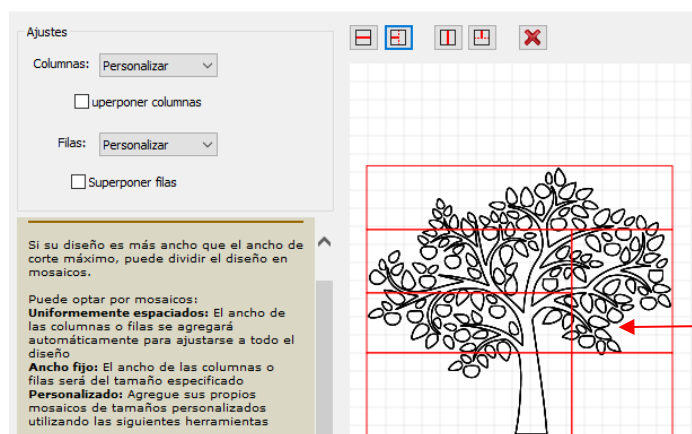 Ajustes
Columnas: Personalizar
uperponer columnas
Filas: Personalizar
Superponer filas
Si su diseño es más ancho que el ancho de
corte máximo, puede dividir el diseño en
mosaicos.
Puede optar por mosaicos:
Uniformemente espaciados: El ancho de
las columnas o filas se agregará
automáticamente para ajustarse a todo el
diseño
Ancho fijo: El ancho de las columnas o
filas será del tamaño especificado
Personalizado: Agregue sus propios
mosaicos de tamaños personalizados
utilizando las siguientes herramientas